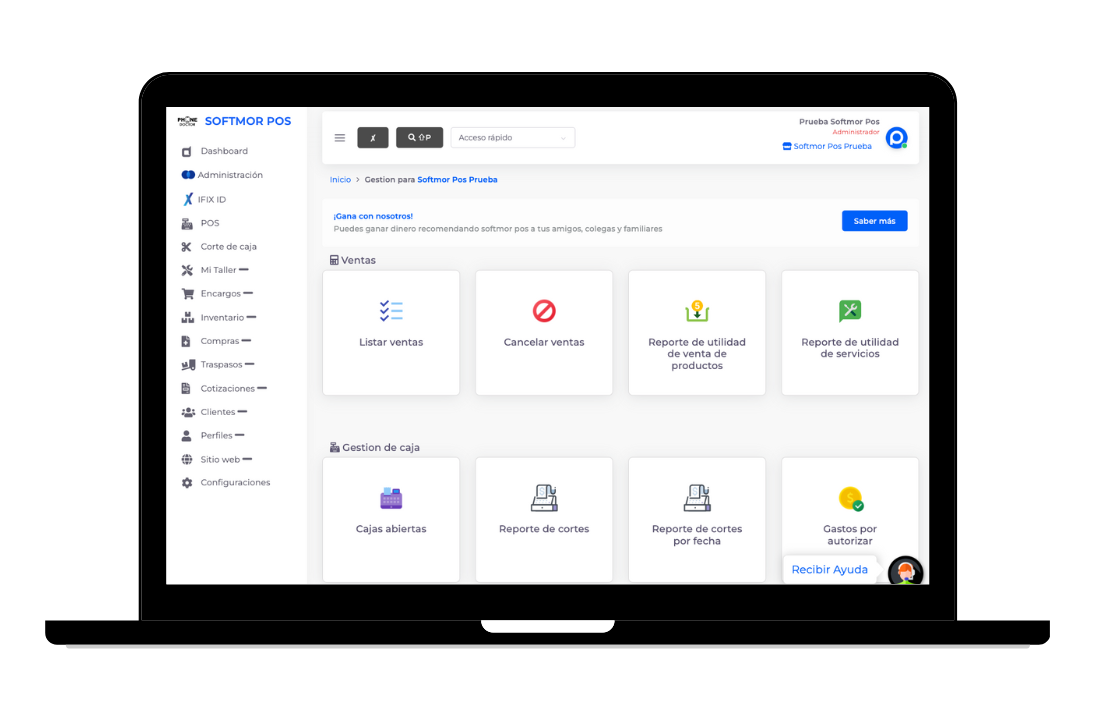 PHONE
DOCTOR
SOFTMOR POS
Dashboard
Administración
IFIX ID
POS
Corte de caja
Mi Taller
Encargos
Inventario
Compras
Traspasos
Cotizaciones
Clientes
Perfiles
Sitio web
Configuraciones
P
Acceso rápido
Prueba Softmor Pos
Administrador
Softmor Pos Prueba
Inicio > Gestion para Softmor Pos Prueba
¡Gana con nosotros!
Puedes ganar dinero recomendando softmor pos a tus amigos, colegas y familiares
Saber más
Ventas
Listar ventas
Cancelar ventas
Reporte de utilidad
de venta de
productos
Reporte de utilidad
de servicios
Gestion de caja
Cajas abiertas
Reporte de cortes
Reporte de cortes
por fecha
Gastos por
autorizar
Recibir Ayuda